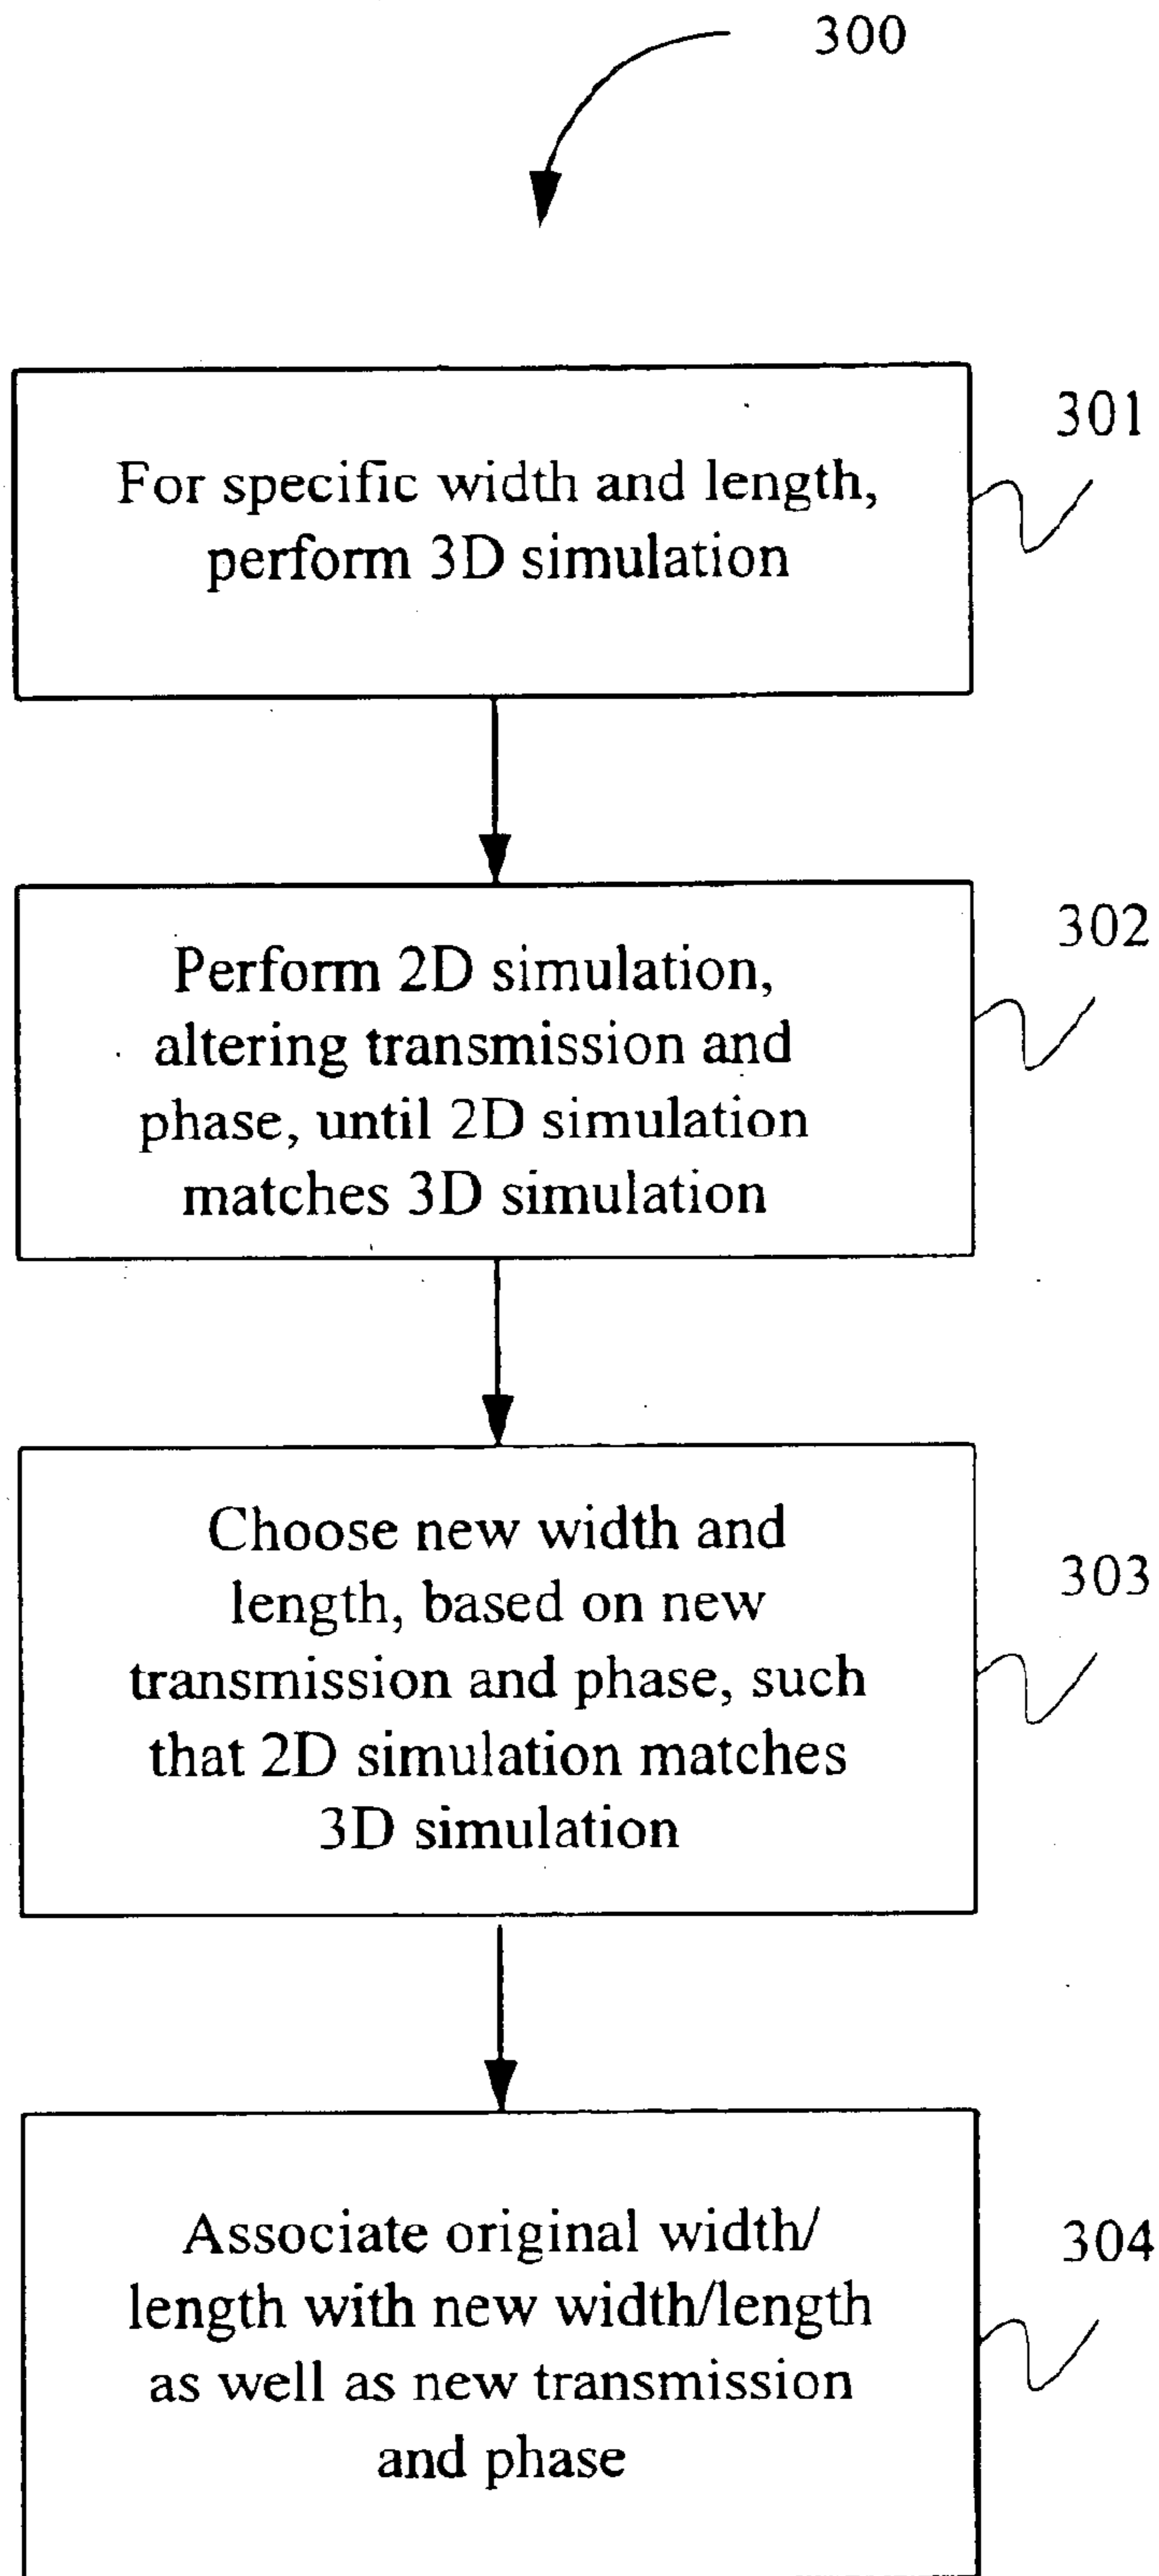 300
For specific width and length,
perform 3D simulation
301
Perform 2D simulation,
altering transmission and
phase, until 2D simulation
matches 3D simulation
302
Choose new width and
length, based on new
transmission and phase, such
that 2D simulation matches
3D simulation
303
Associate original width/
length with new width/length
as well as new transmission
and phase
304